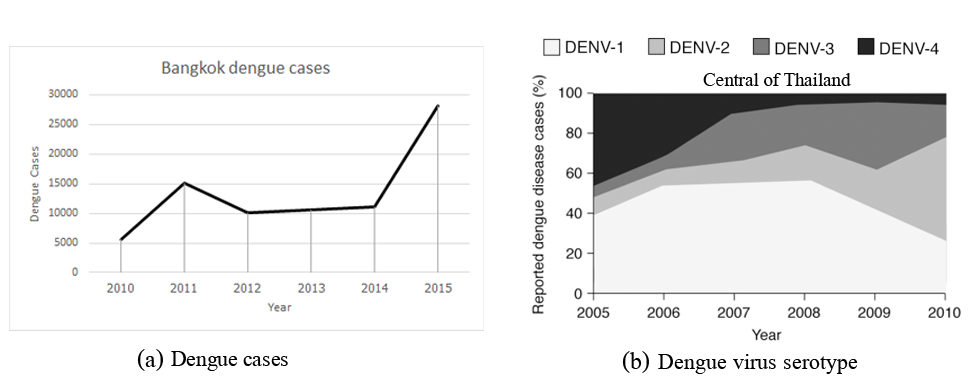 Bangkok dengue cases
30000
25000
20000
15000
10000
5000
0
Dengue Cases
2010 2011 2012 2013 2014 2015
Year
(a) Dengue cases
DENV-1 DENV-2 DENV-3 DENV-4
Central of Thailand
100
80
60
40
20
0
Reported dengue disease cases (%)
2005 2006 2007 2008 2009 2010
Year
(b) Dengue virus serotype